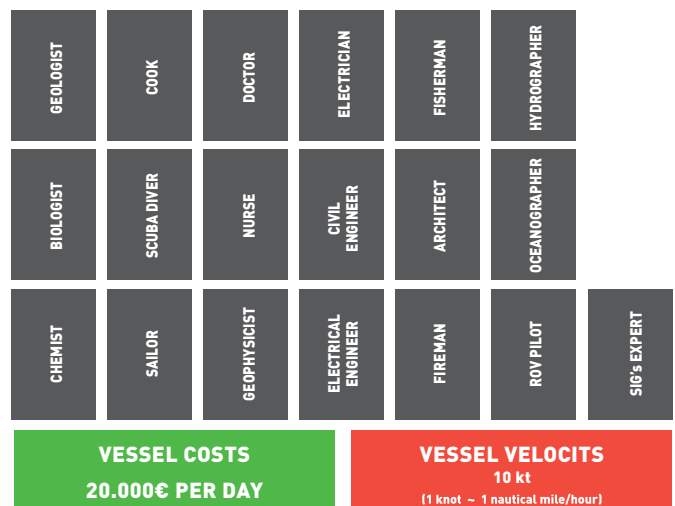 GEOLOGIST
COOK
DOCTOR
ELECTRICIAN
FISHERMAN
HYDROGRAPHER
BIOLOGIST
SCUBA DIVER
NURSE
CIVIL
ENGINEER
ARCHITECT
OCEANOGRAPHER
CHEMIST
SAILOR
GEOPHYSICIST
ELECTRICAL
ENGINEER
FIREMAN
ROV PILOT
SIG's EXPERT
VESSEL COSTS
20.000€ PER DAY
VESSEL VELOCITS
10 kt
(1 knot ~ 1 nautical mile/hour)